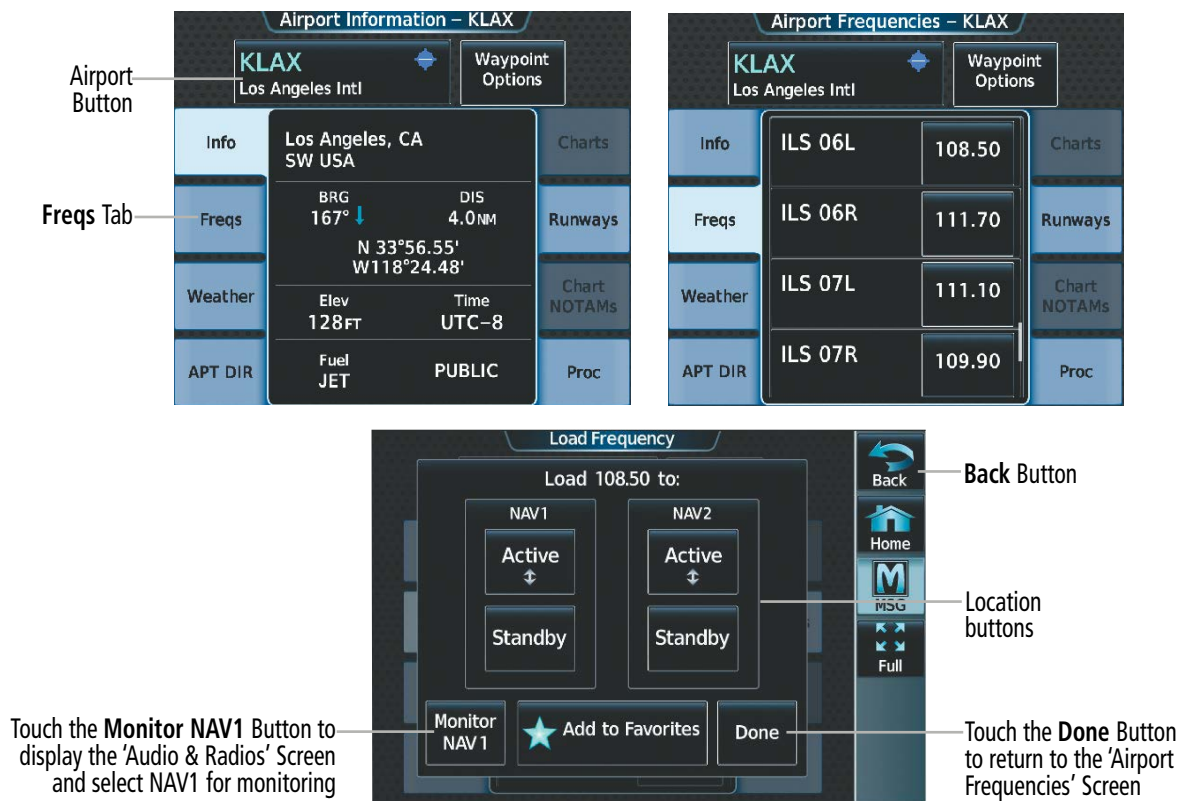 Airport Information – KLAX
Airport
Button
KLAX
Los Angeles Intl
Waypoint
Options
Info
Los Angeles, CA
SW USA
Charts
Freqs Tab
Freqs
BRG
DIS
167°
4.0NM
N 33°56.55'
W118°24.48'
Runways
Weather
Elev
Time
128FT
UTC–8
Chart
NOTAMs
APT DIR
Fuel
JET
PUBLIC
Proc
Airport Frequencies – KLAX
KLAX
Los Angeles Intl
Waypoint
Options
Info
ILS 06L
108.50
Charts
Freqs
ILS 06R
111.70
Runways
Weather
ILS 07L
111.10
Chart
NOTAMs
APT DIR
ILS 07R
109.90
Proc
Load Frequency
Load 108.50 to:
NAV1
NAV2
Active
Active
Standby
Standby
Monitor
NAV1
Add to Favorites
Done
Back
Home
MSG
Full
Back Button
Location
buttons
Touch the Monitor NAV1 Button to
display the ‘Audio & Radios’ Screen
and select NAV1 for monitoring
Touch the Done Button
to return to the ‘Airport
Frequencies’ Screen